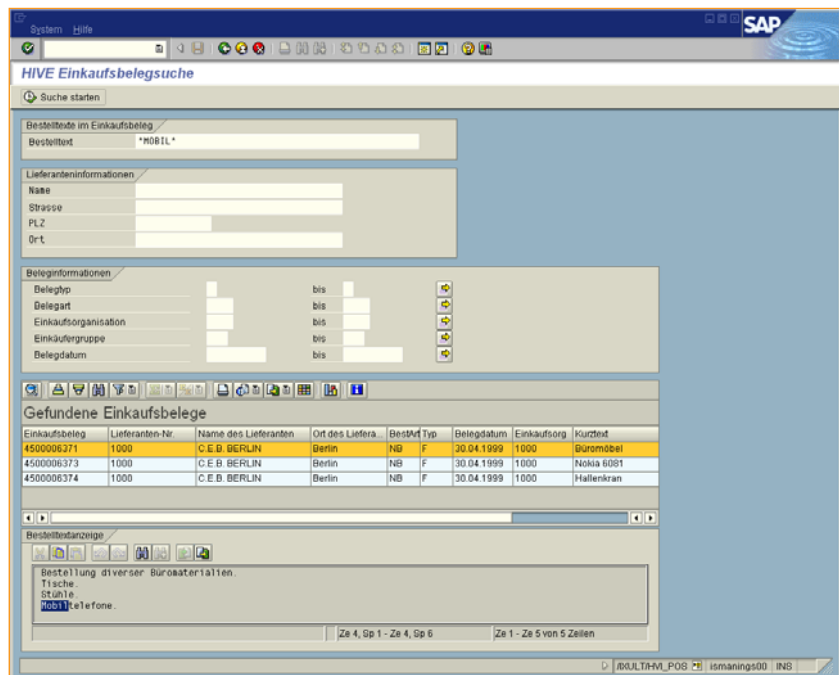 System Hilfe
SAP
HIVE Einkaufsbelegsuche
Suche starten
Bestelltexte im Einkaufsbeleg
Bestelltext *MOBIL*
Lieferanteninformationen
Name
Strasse
PLZ
Ort
Beleginformationen
Belegtyp bis
Belegart bis
Einkaufsorganisation bis
Einkäufergruppe bis
Belegdatum bis
Gefundene Einkaufsbelege
Einkaufsbeleg Lieferanten-Nr. Name des Lieferanten Ort des Liefera... BestArt Typ Belegdatum Einkaufsorg Kurztext
4500006371 1000 C.E.B. BERLIN Berlin NB F 30.04.1999 1000 Büromöbel
4500006373 1000 C.E.B. BERLIN Berlin NB F 30.04.1999 1000 Nokia 6081
4500006374 1000 C.E.B. BERLIN Berlin NB F 30.04.1999 1000 Hallenkran
Bestelltextanzeige
Bestellung diverser Büromaterialien.
Tische.
Stühle.
Mobiltelefone.
Ze 4, Sp 1 - Ze 4, Sp 6 Ze 1 - Ze 5 von 5 Zeilen
ismanings00 INS